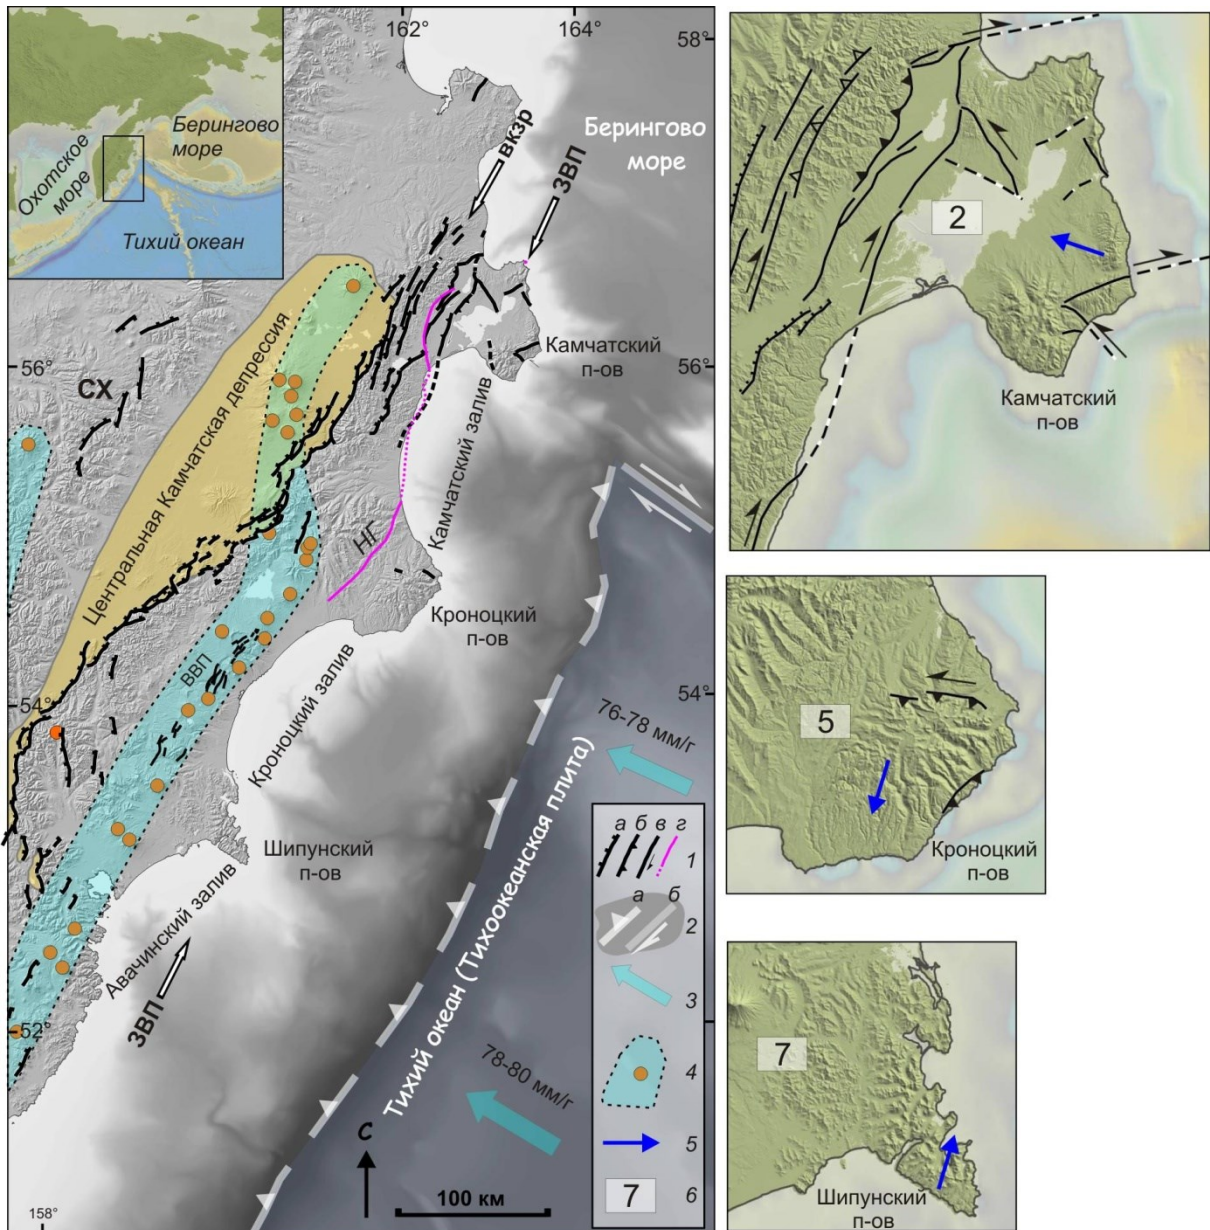 162°
164°
58°
Берингово
море
Охотское
море
Тихий океан
вкзр
ЗВП
Берингово
море
56°
СХ
Центральная Камчатская депрессия
56°
Камчатский
п-ов
Камчатский залив
НГ
Кроноцкий
п-ов
ВВП
54°
54°
Кроноцкий залив
76-78 мм/г
Шипунский
п-ов
Авачинский залив
ЗВП
52°
Тихий океан (Тихоокеанская плита)
78-80 мм/г
С
100 км
158°
а б в г
1
а б
2
3
4
5
7
6
2
Камчатский
п-ов
5
Кроноцкий
п-ов
7
Шипунский
п-ов